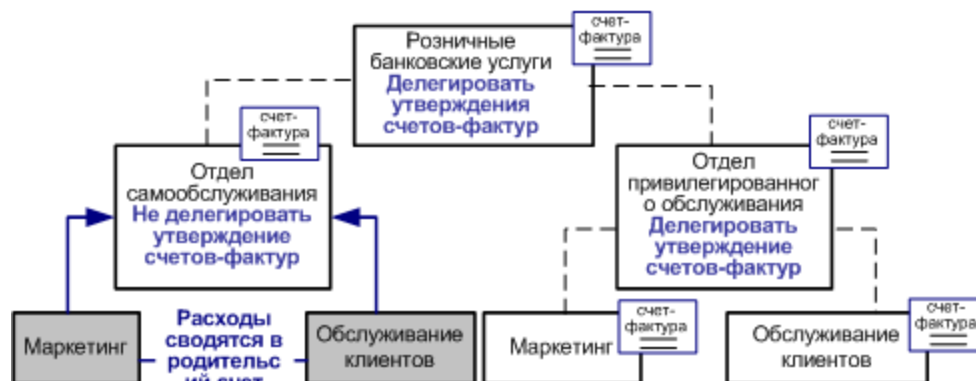 счет-
фактура
Розничные
банковские услуги
Делегировать
утверждения
счетов-фактур
счет-
фактура
Отдел
самообслуживания
Не делегировать
утверждение
счетов-фактур
счет-
фактура
Отдел
привилегированног
о обслуживания
Делегировать
утверждение
счетов-фактур
Маркетинг
Расходы
сводятся в
родительс
кий счет
Обслуживание
клиентов
счет-
фактура
Маркетинг
счет-
фактура
Обслуживание
клиентов